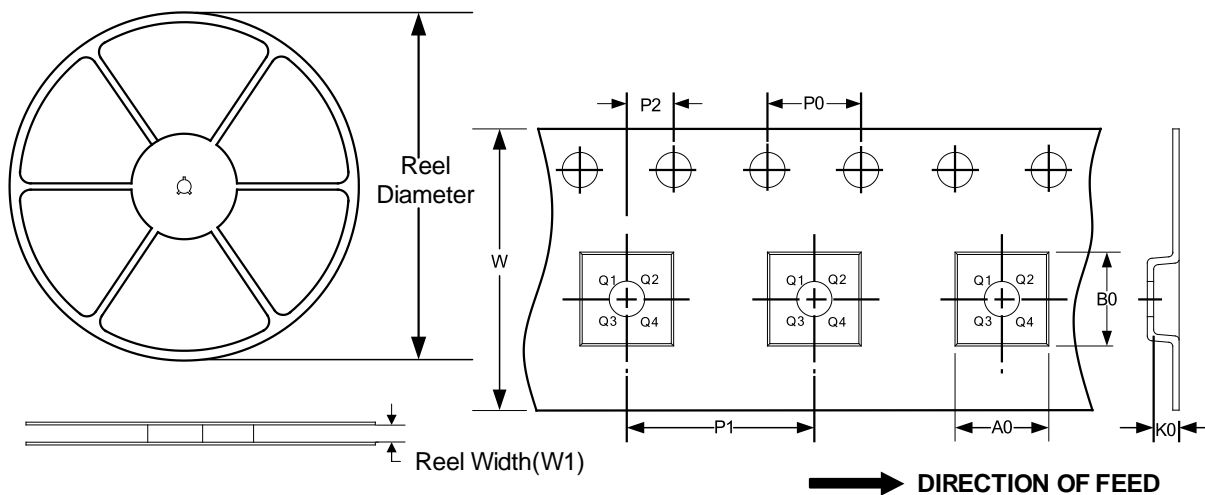 P2
P0
Reel
Diameter
W
Q1 Q2
Q3 Q4
Q1 Q2
Q3 Q4
Q1 Q2
Q3 Q4
B0
P1
A0
K0
Reel Width(W1)
DIRECTION OF FEED